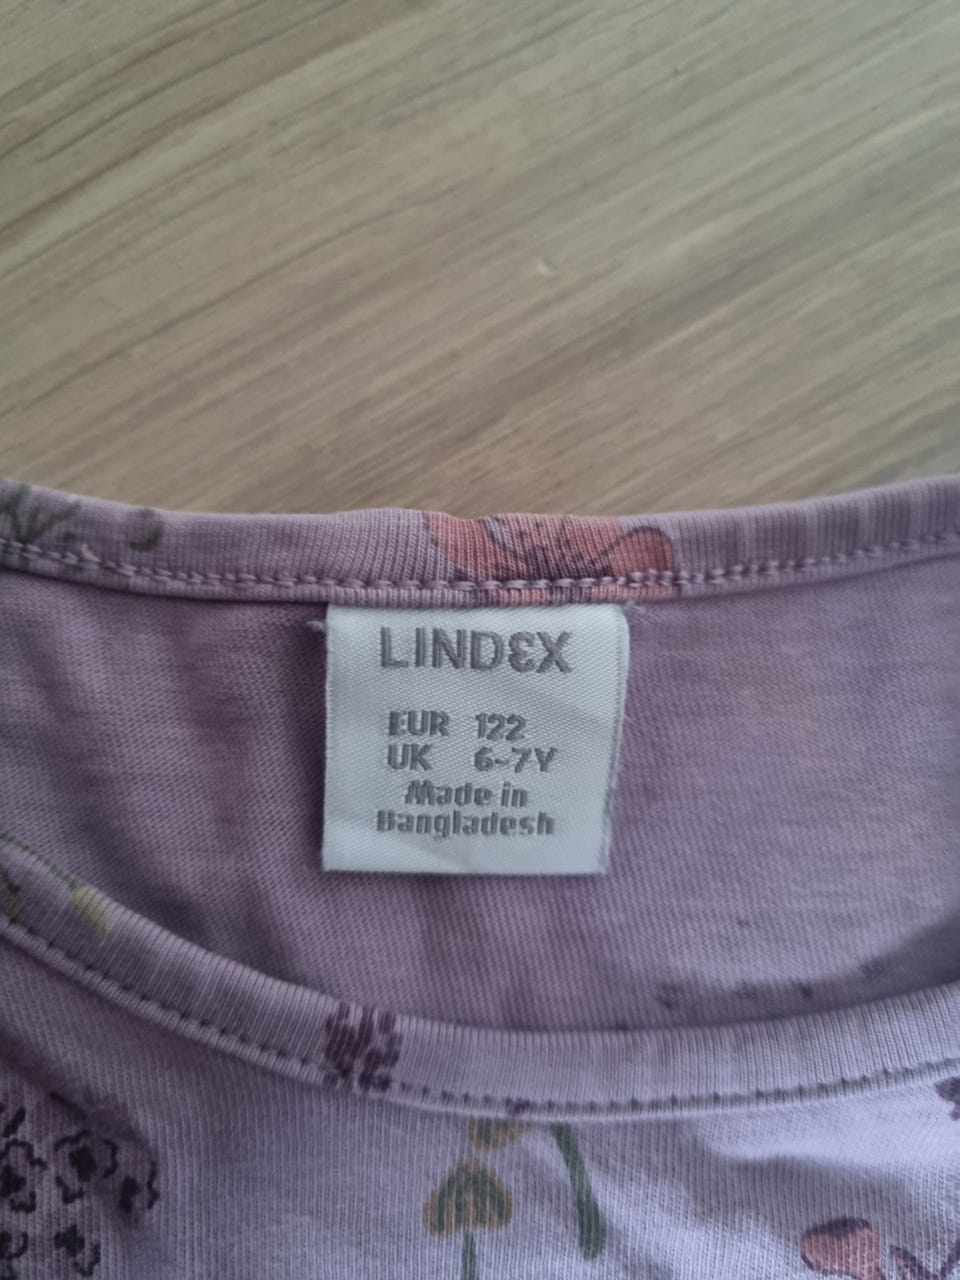 LINDEX
EUR 122
UK 6-7Y
Made in
Bangladesh